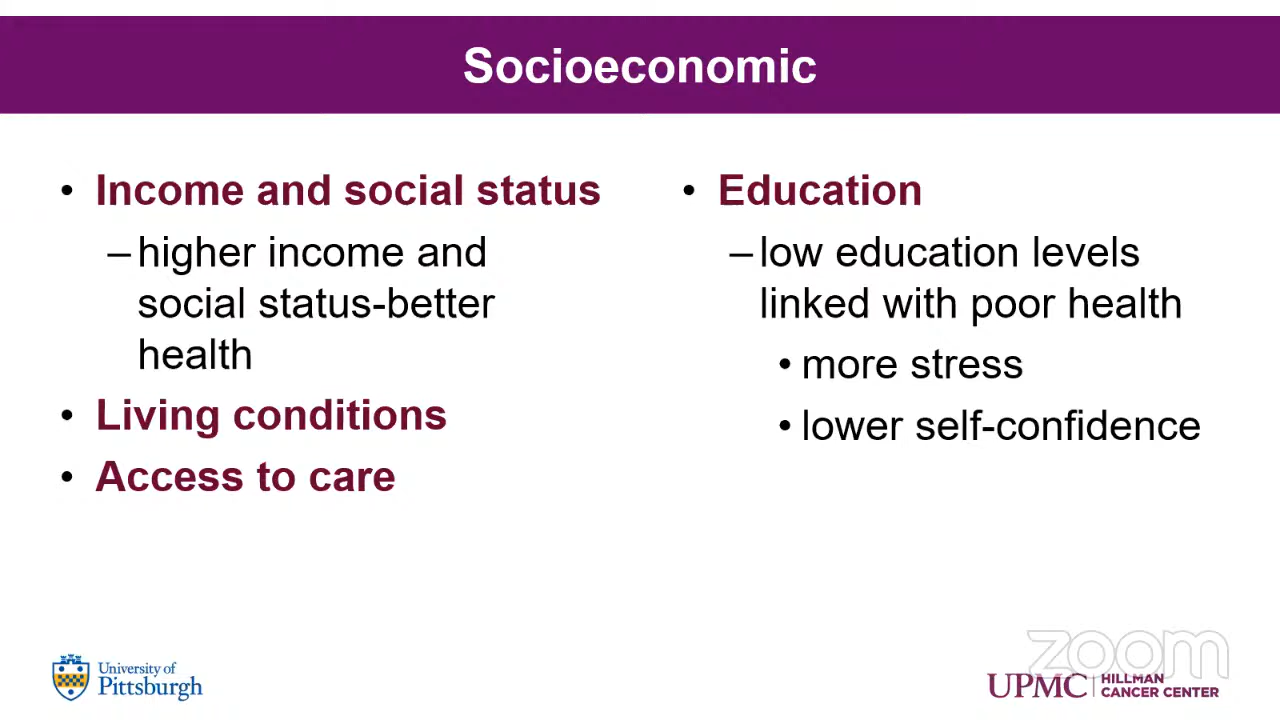 Socioeconomic
• Income and social status
–higher income and
social status-better
health
• Living conditions
• Access to care
• Education
–low education levels
linked with poor health
• more stress
• lower self-confidence
University of
Pittsburgh
zoom
UPMC | HILLMAN
CANCER CENTER